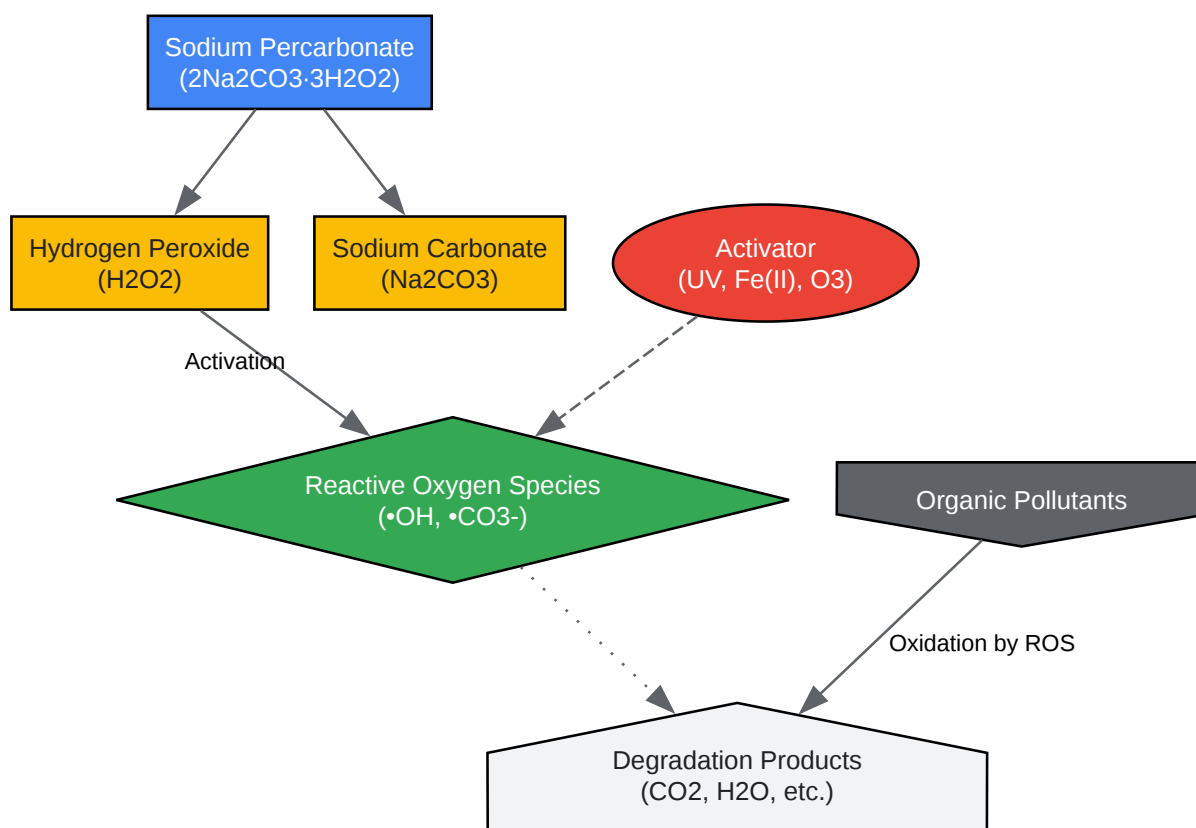 Sodium Percarbonate
(2Na2CO3·3H2O2)
Hydrogen Peroxide
(H2O2)
Sodium Carbonate
(Na2CO3)
Activator
(UV, Fe(II), O3)
Activation
Reactive Oxygen Species
(•OH, •CO3-)
Organic Pollutants
Oxidation by ROS
Degradation Products
(CO2, H2O, etc.)